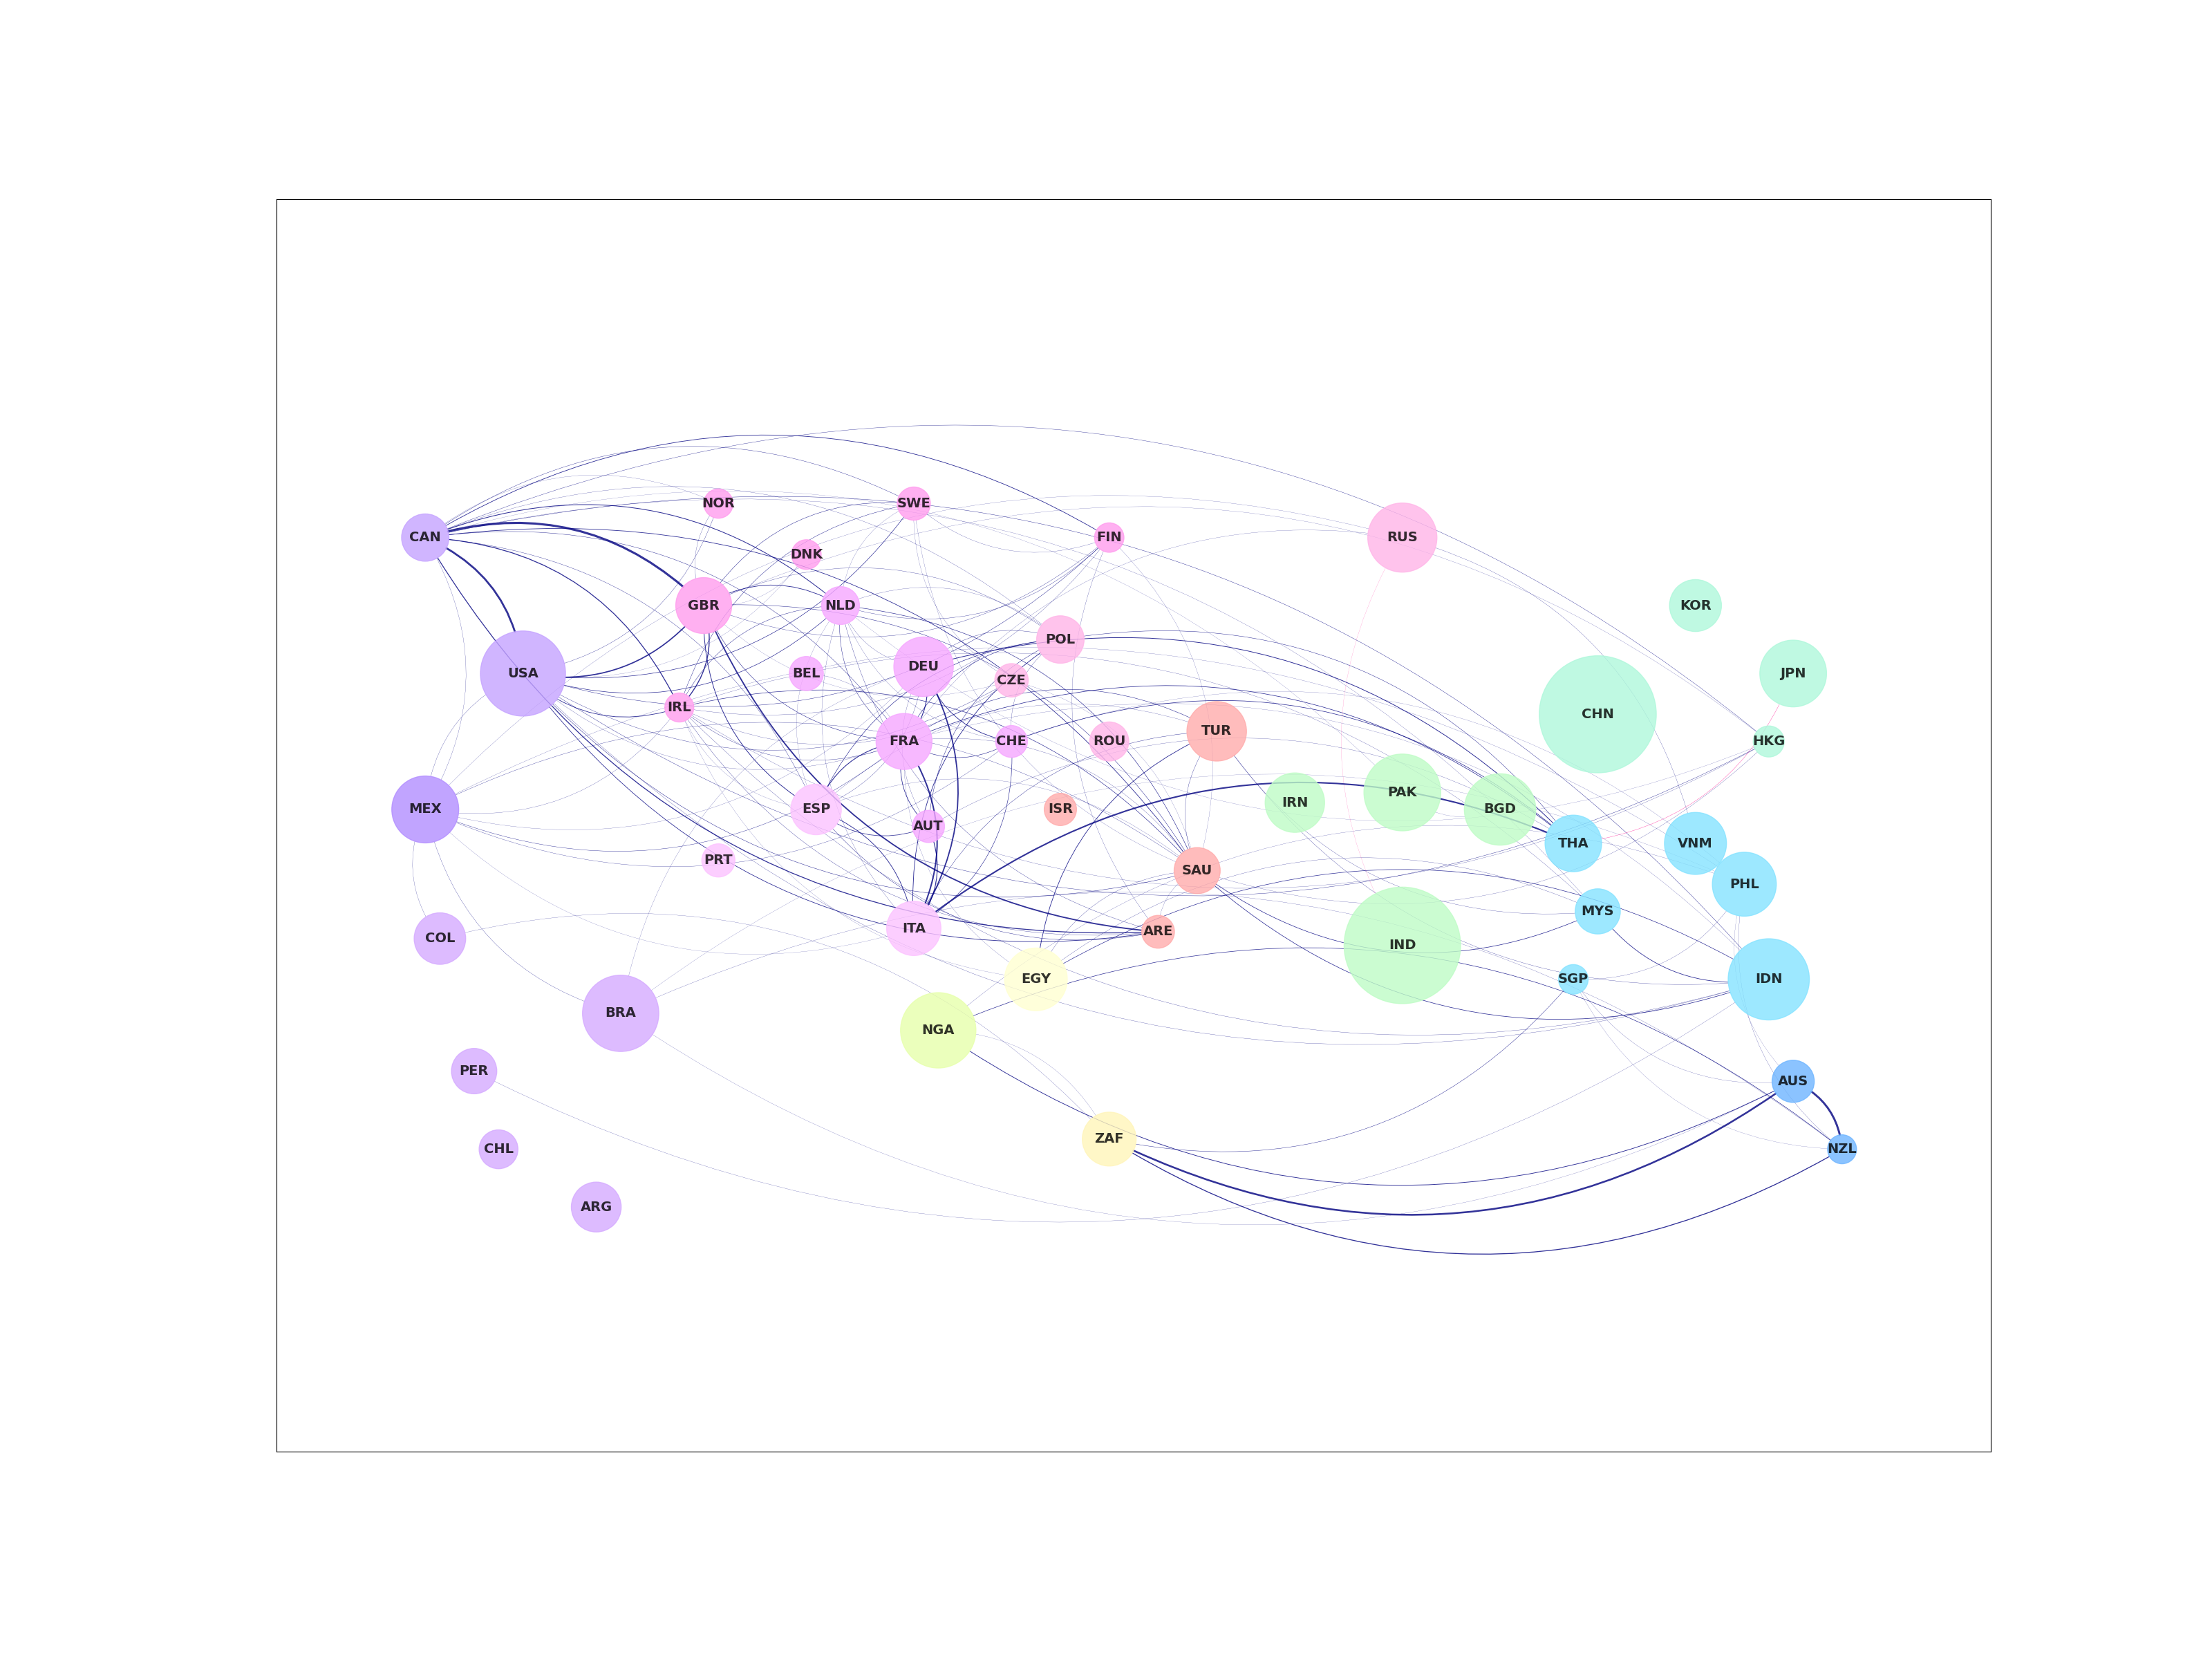 NOR
SWE
CAN
FIN
RUS
DNK
GBR
NLD
KOR
POL
DEU
USA
BEL
CZE
JPN
IRL
CHN
FRA
CHE
ROU
TUR
HKG
MEX
ESP
ISR
IRN
PAK
BGD
AUT
THA
VNM
PRT
SAU
PHL
COL
ITA
ARE
MYS
IND
EGY
SGP
IDN
BRA
NGA
PER
AUS
ZAF
CHL
NZL
ARG